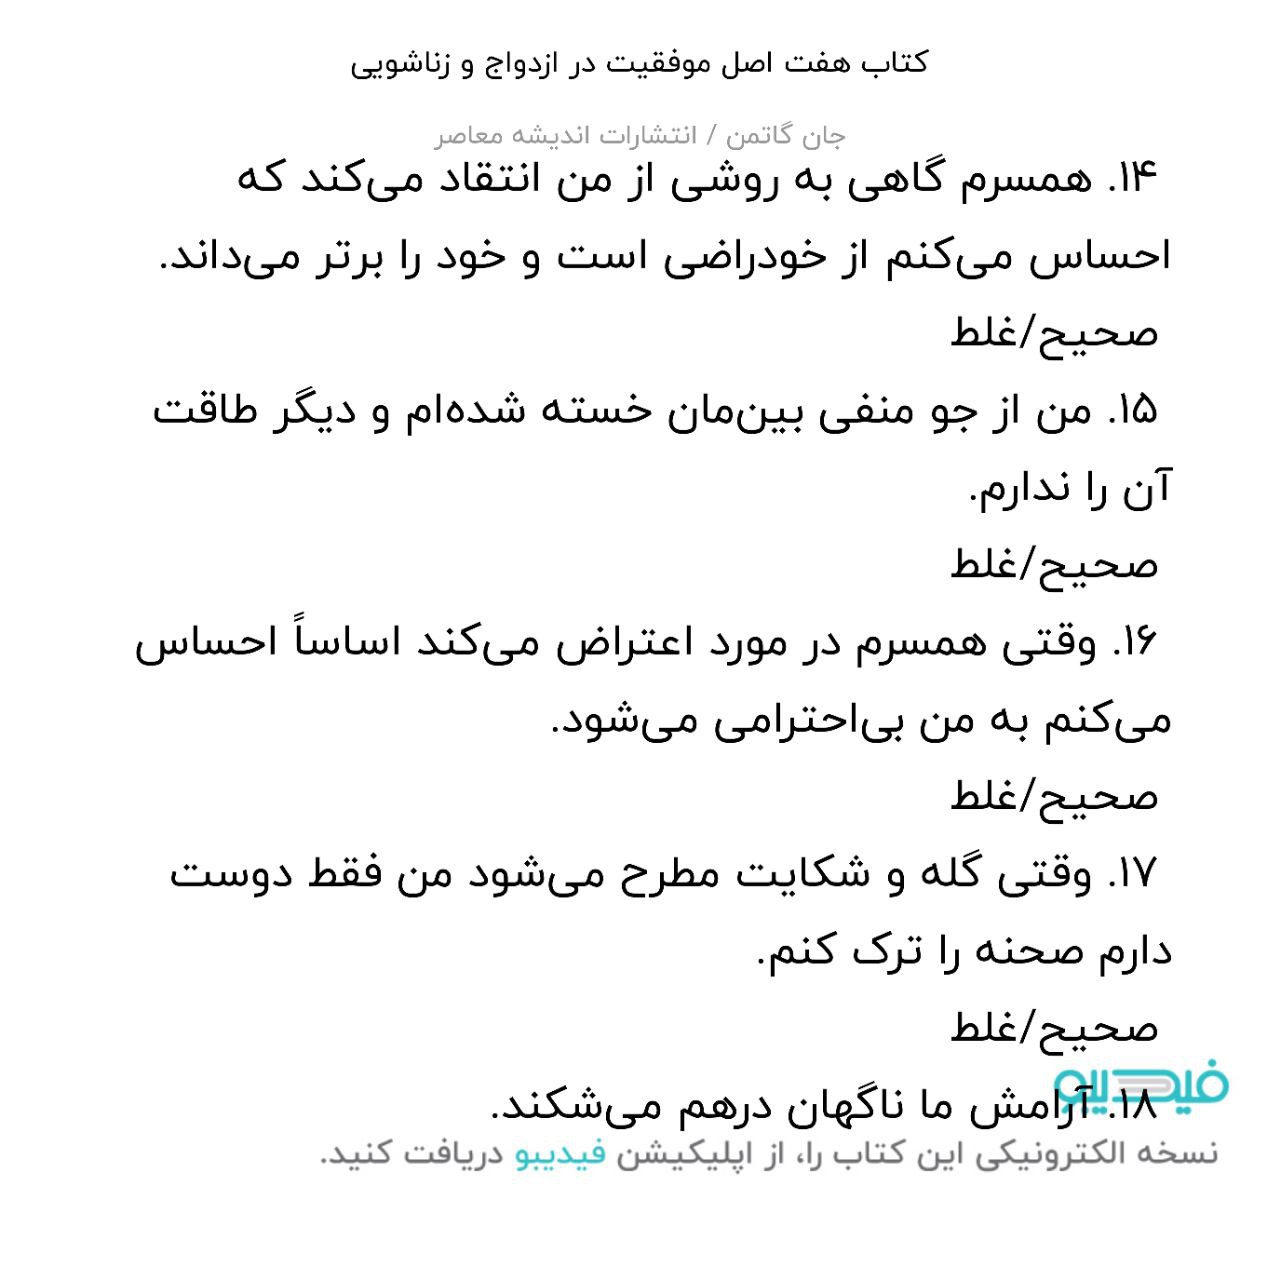 کتاب هفت اصل موفقیت در ازدواج و زناشویی
جان گاتمن / انتشارات اندیشه معاصر
۱۴. همسرم گاهی به روشی از من انتقاد می‌کند که
احساس می‌کنم از خودراضی است و خود را برتر می‌داند.
صحیح/غلط
۱۵. من از جو منفی بین‌مان خسته شده‌ام و دیگر طاقت
آن را ندارم.
صحیح/غلط
۱۶. وقتی همسرم در مورد اعتراض می‌کند اساساً احساس
می‌کنم به من بی‌احترامی می‌شود.
صحیح/غلط
۱۷. وقتی گله و شکایت مطرح می‌شود من فقط دوست
دارم صحنه را ترک کنم.
صحیح/غلط
فیدیبو
۱۸. آرامش ما ناگهان درهم می‌شکند.
نسخه الکترونیکی این کتاب را، از اپلیکیشن فیدیبو دریافت کنید.